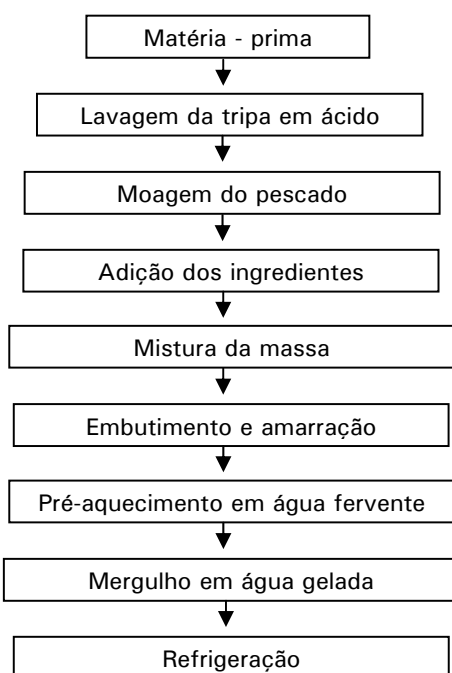 Matéria - prima
Lavagem da tripa em ácido
Moagem do pescado
Adição dos ingredientes
Mistura da massa
Embutimento e amarração
Pré-aquecimento em água fervente
Mergulho em água gelada
Refrigeração